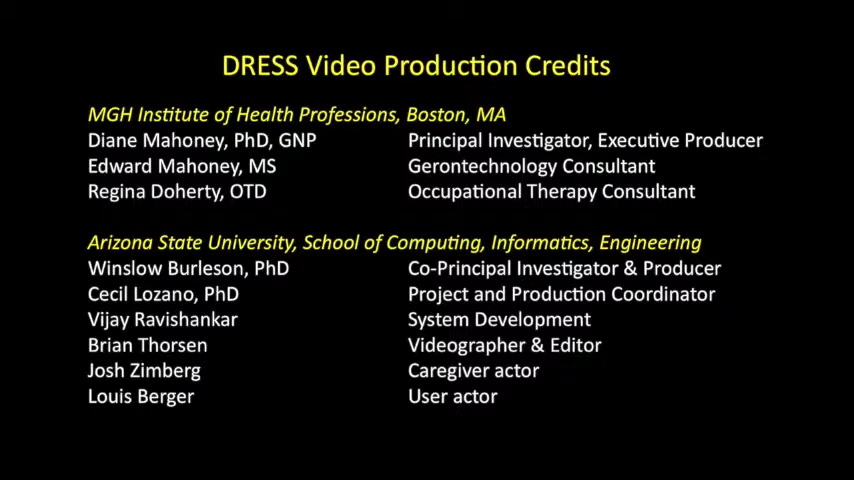 DRESS Video Production Credits
MGH Institute of Health Professions, Boston, MA
Diane Mahoney, PhD, GNP Principal Investigator, Executive Producer
Edward Mahoney, MS Gerontechnology Consultant
Regina Doherty, OTD Occupational Therapy Consultant
Arizona State University, School of Computing, Informatics, Engineering
Winslow Burleson, PhD Co-Principal Investigator & Producer
Cecil Lozano, PhD Project and Production Coordinator
Vijay Ravishankar System Development
Brian Thorsen Videographer & Editor
Josh Zimberg Caregiver actor
Louis Berger User actor